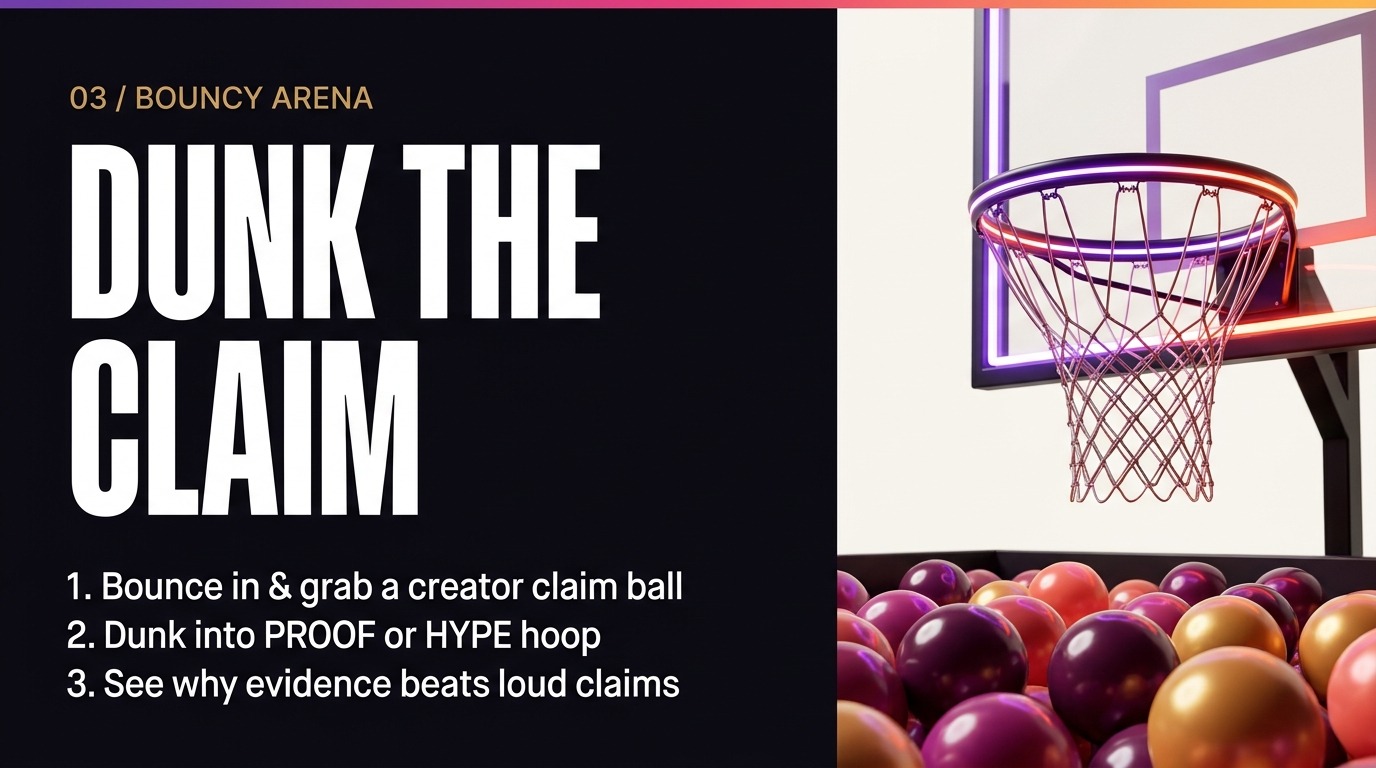 03 / BOUNCY ARENA
DUNK THE
CLAIM
1. Bounce in & grab a creator claim ball
2. Dunk into PROOF or HYPE hoop
3. See why evidence beats loud claims